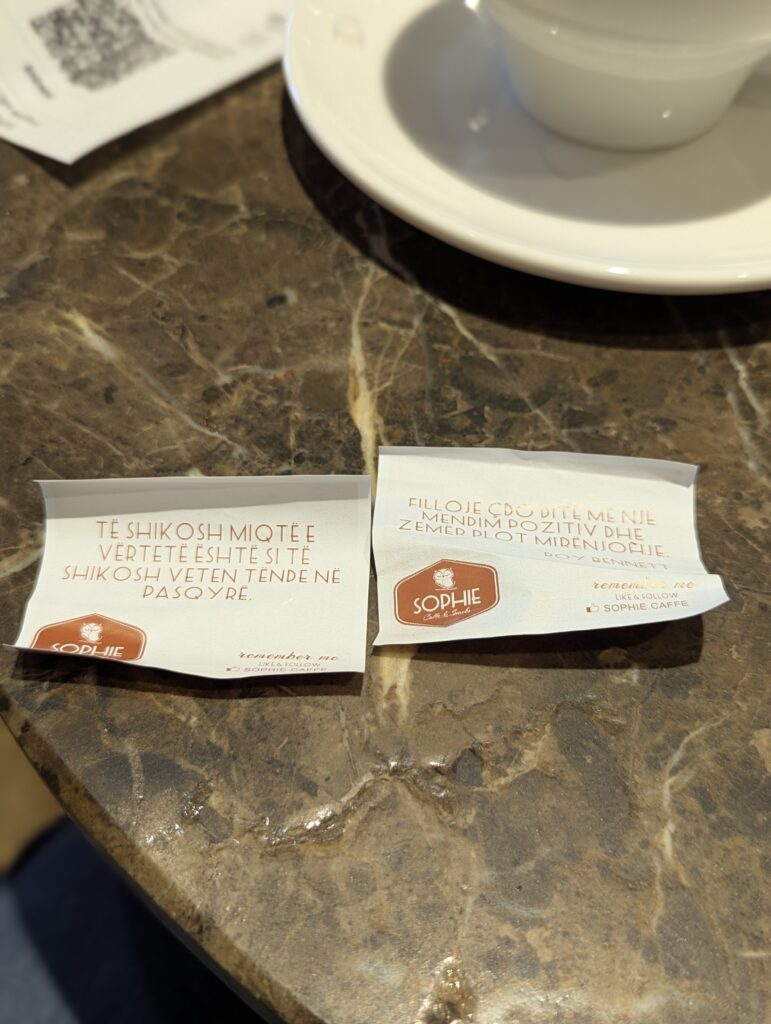 TË SHIKOSH MIQTË E
VËRTETË ËSHTË SI TË
SHIKOSH VETEN TËNDE NË
PASQYRË.
SOPHIE
remember me
LIKE & FOLLOW
SOPHIE CAFFE
FILLOJE ÇDO DITË ME NJË
MENDIM POZITIV DHE
ZEMËR PLOT MIRËNJOHJE.
ROY BENNETT
SOPHIE
Caffe & Snacks
remember me
LIKE & FOLLOW
SOPHIE CAFFE